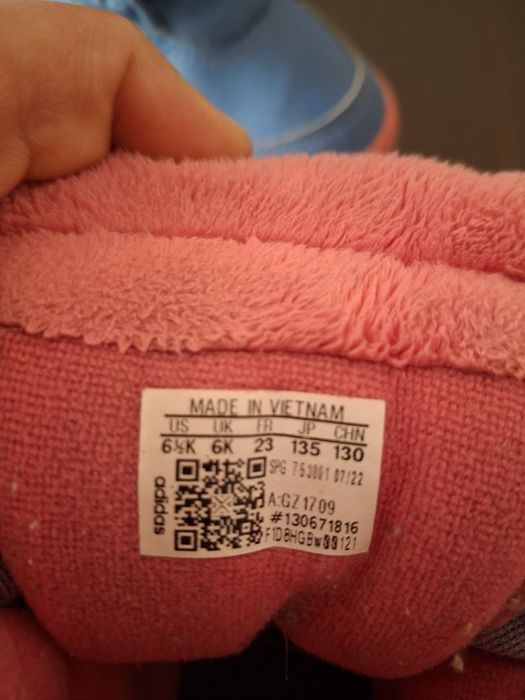 MADE IN VIETNAM
US UK FR JP CHN
6½K 6K 23 135 130
SPG 753001 07/22
A:GZ1709
#130671816
adidas